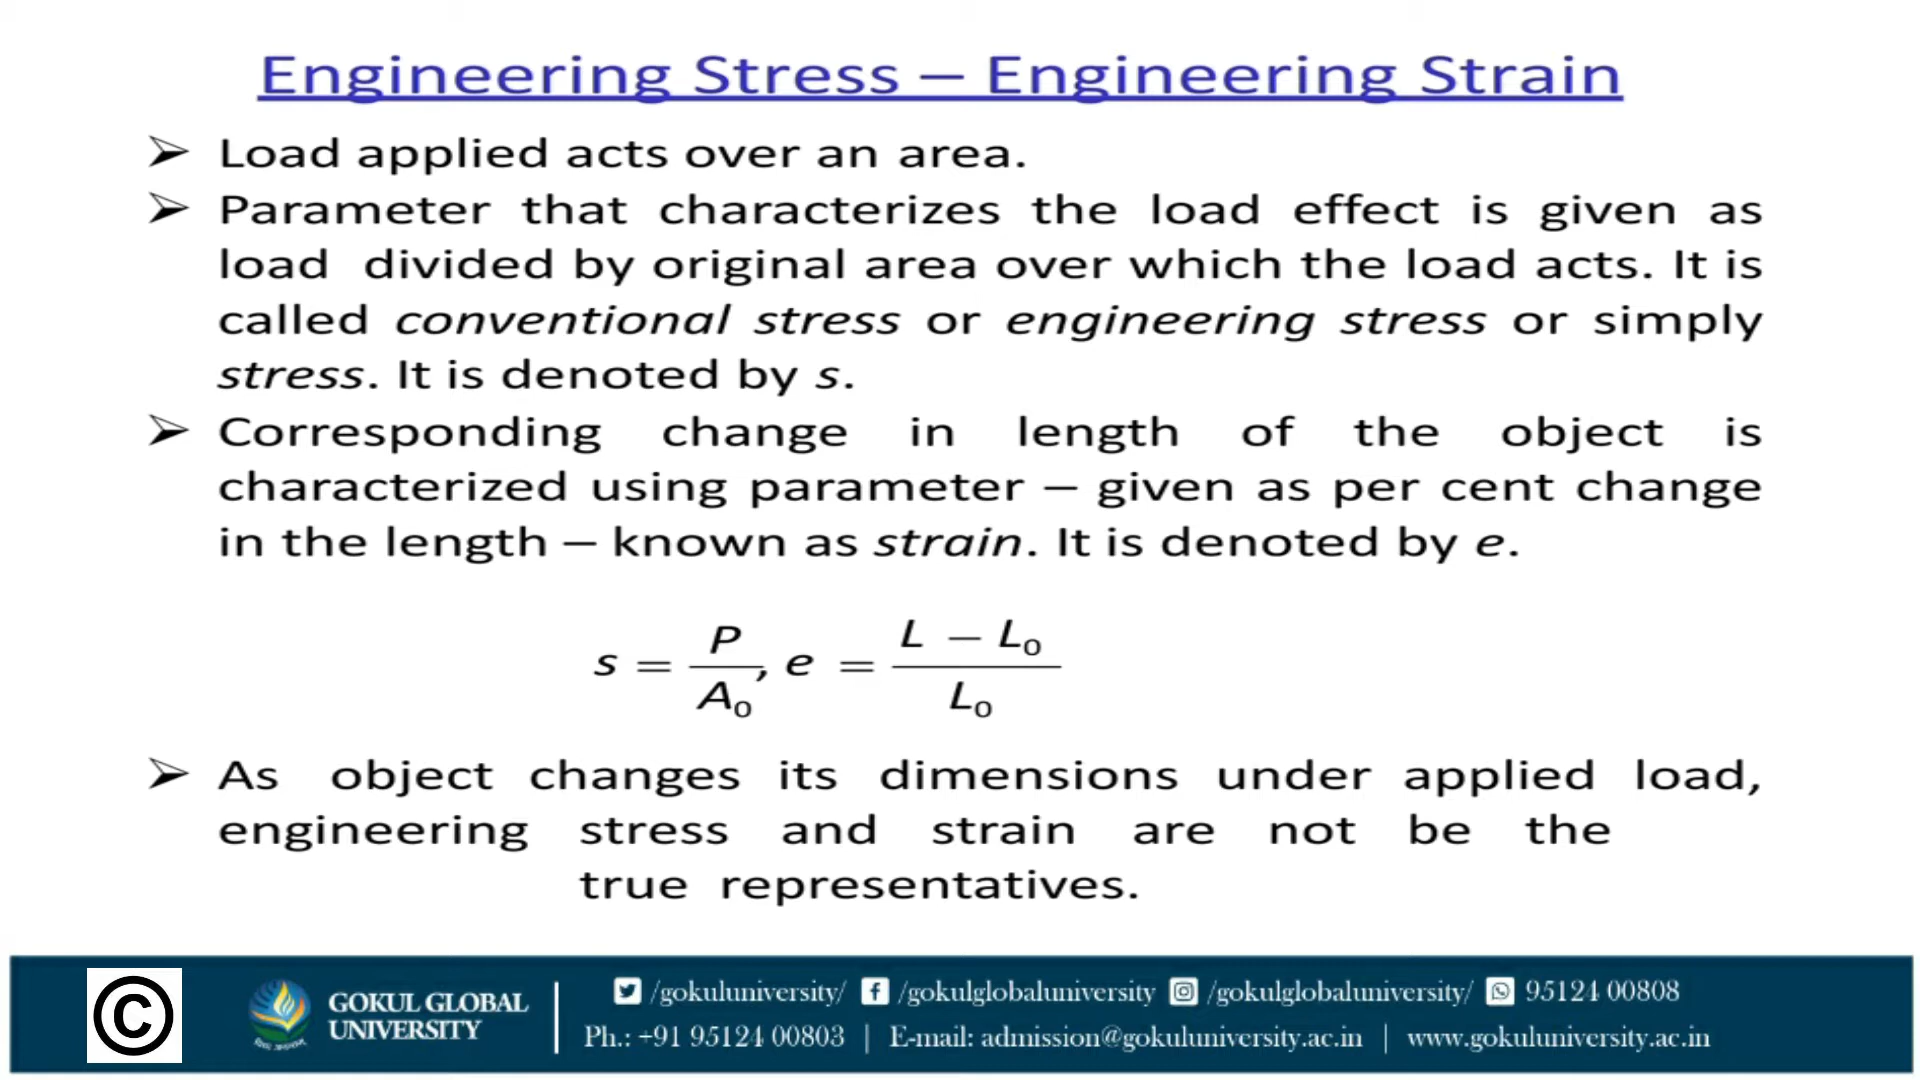 Engineering Stress – Engineering Strain
➢ Load applied acts over an area.
➢ Parameter that characterizes the load effect is given as
load divided by original area over which the load acts. It is
called conventional stress or engineering stress or simply
stress. It is denoted by s.
➢ Corresponding change in length of the object is
characterized using parameter – given as per cent change
in the length – known as strain. It is denoted by e.
s = P/A₀, e = (L − L₀)/L₀
➢ As object changes its dimensions under applied load,
engineering stress and strain are not be the
true representatives.
©
GOKUL GLOBAL
UNIVERSITY
/gokuluniversity/ /gokulglobaluniversity /gokulglobaluniversity/ 95124 00808
Ph.: +91 95124 00803 | E-mail: admission@gokuluniversity.ac.in | www.gokuluniversity.ac.in